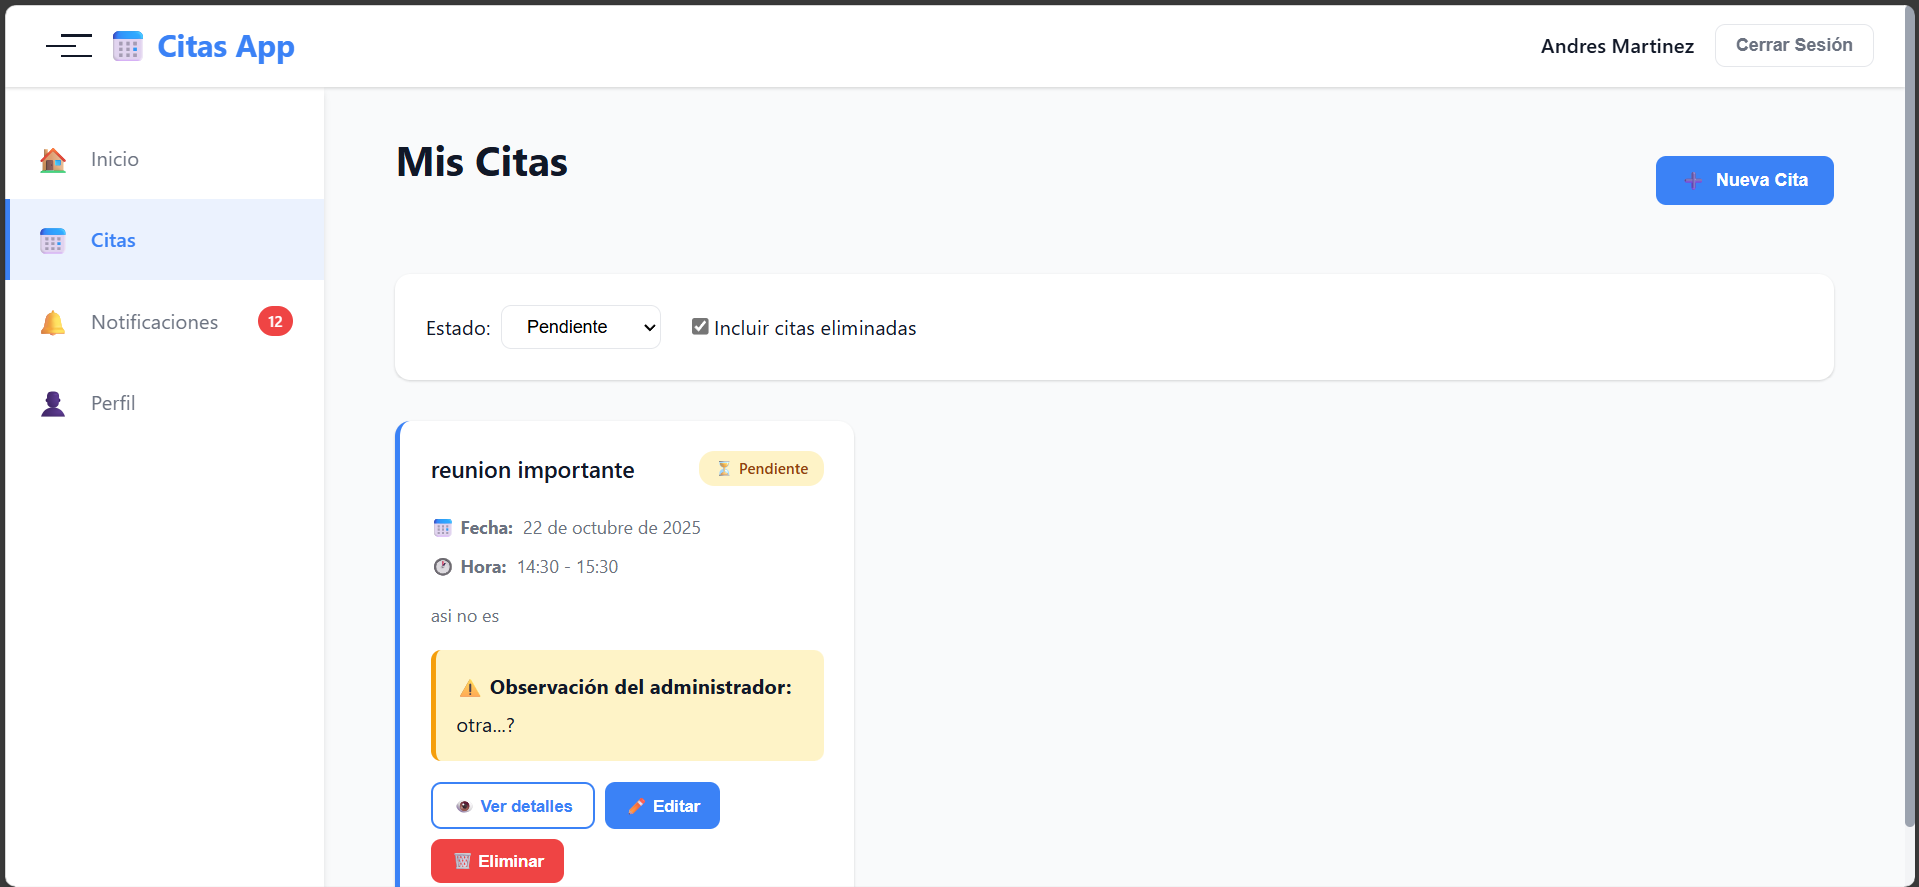 Citas App
Andres Martinez
Cerrar Sesión
Inicio
Citas
Notificaciones 12
Perfil
Mis Citas
Nueva Cita
Estado: Pendiente Incluir citas eliminadas
reunion importante
Pendiente
Fecha: 22 de octubre de 2025
Hora: 14:30 - 15:30
asi no es
Observación del administrador:
otra...?
Ver detalles
Editar
Eliminar